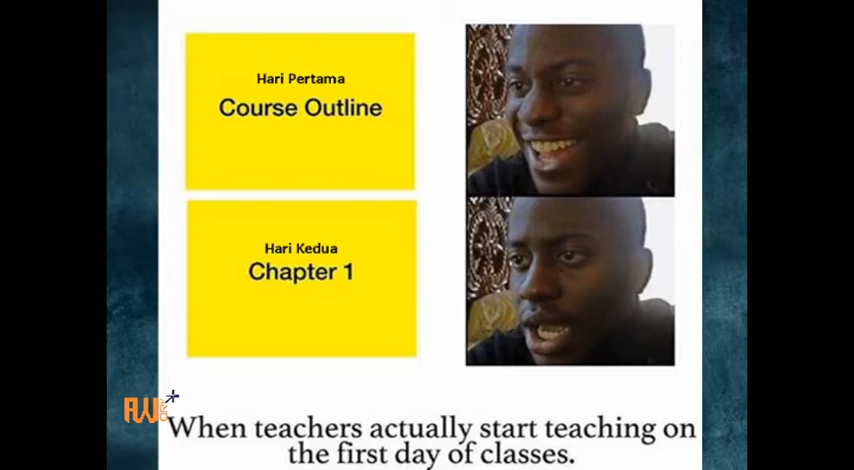 Hari Pertama
Course Outline
Hari Kedua
Chapter 1
When teachers actually start teaching on
the first day of classes.